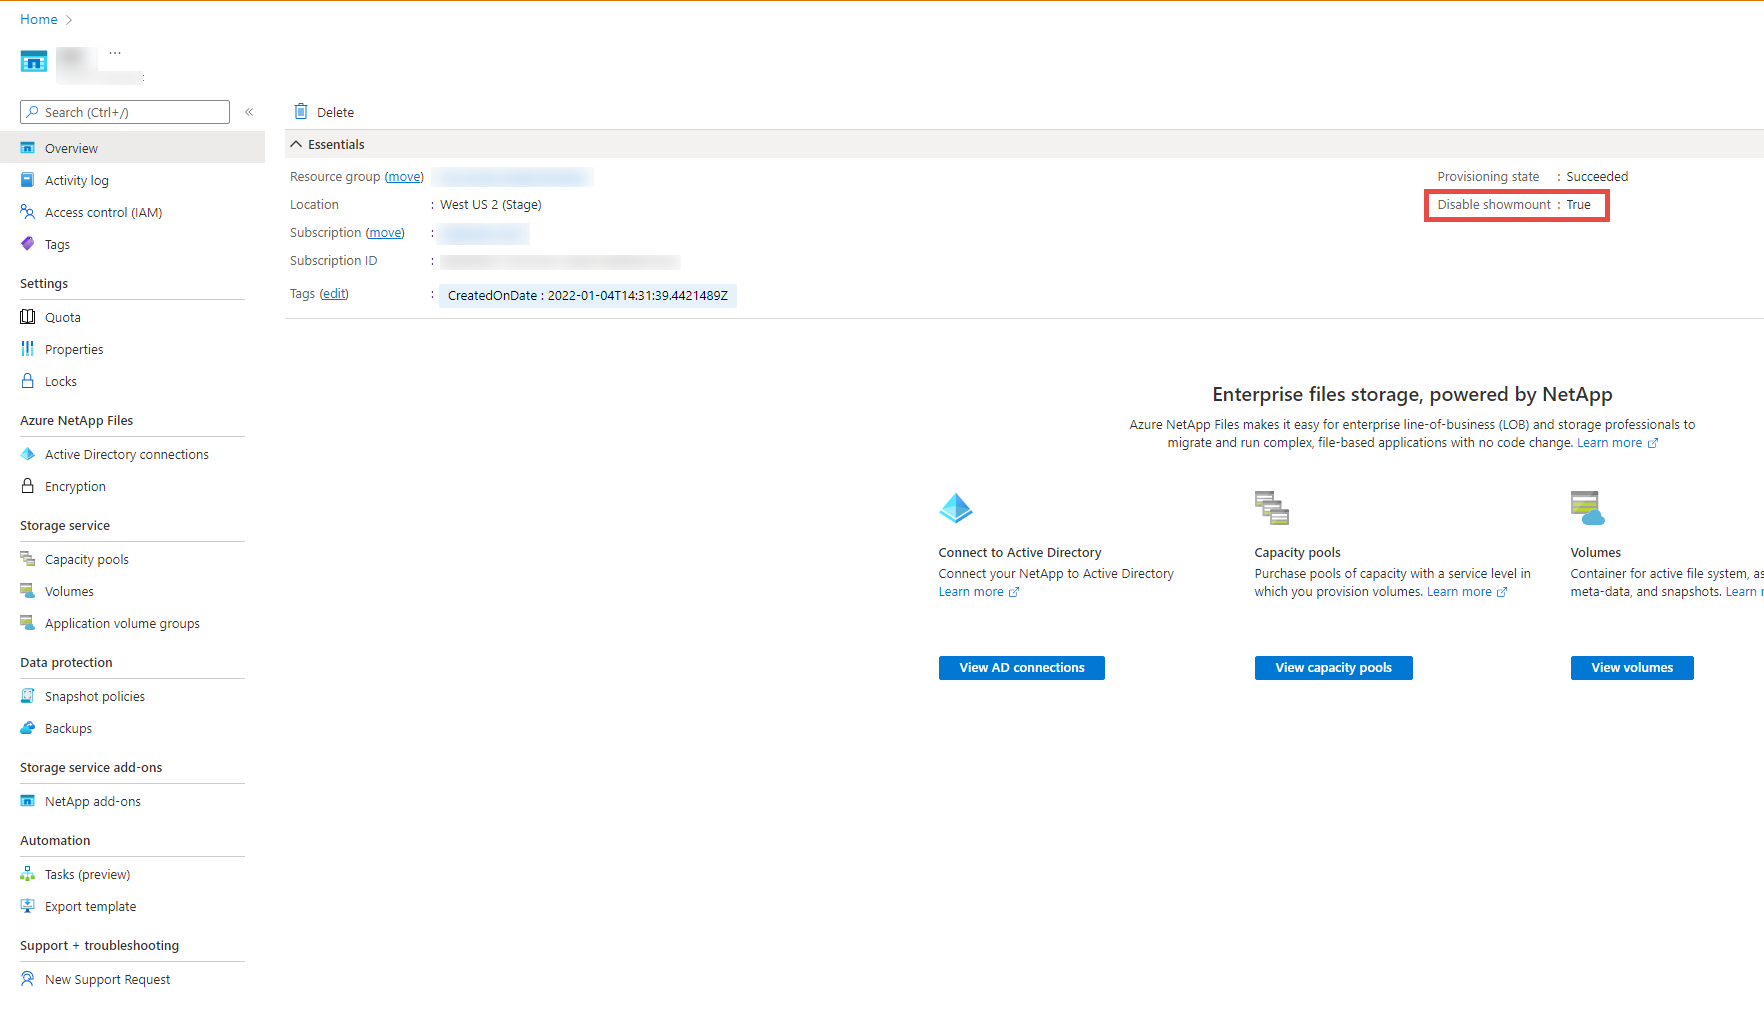 Home >
...
Search (Ctrl+/)
«
Overview
Activity log
Access control (IAM)
Tags
Settings
Quota
Properties
Locks
Azure NetApp Files
Active Directory connections
Encryption
Storage service
Capacity pools
Volumes
Application volume groups
Data protection
Snapshot policies
Backups
Storage service add-ons
NetApp add-ons
Automation
Tasks (preview)
Export template
Support + troubleshooting
New Support Request
Delete
Essentials
Resource group (move)
Location : West US 2 (Stage)
Subscription (move) :
Subscription ID :
Tags (edit) : CreatedOnDate : 2022-01-04T14:31:39.4421489Z
Provisioning state : Succeeded
Disable showmount : True
Enterprise files storage, powered by NetApp
Azure NetApp Files makes it easy for enterprise line-of-business (LOB) and storage professionals to
migrate and run complex, file-based applications with no code change. Learn more
Connect to Active Directory
Connect your NetApp to Active Directory
Learn more
View AD connections
Capacity pools
Purchase pools of capacity with a service level in
which you provision volumes. Learn more
View capacity pools
Volumes
Container for active file system, as
meta-data, and snapshots. Learn
View volumes